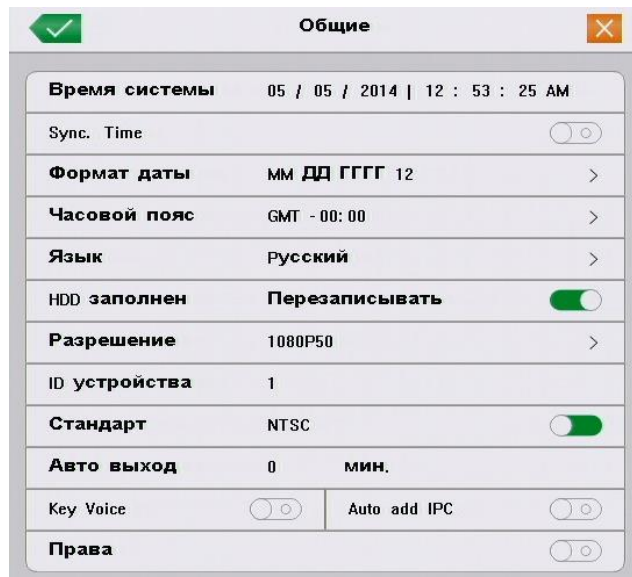 Общие
Время системы 05 / 05 / 2014 | 12 : 53 : 25 AM
Sync. Time
Формат даты ММ ДД ГГГГ 12
Часовой пояс GMT - 00:00
Язык Русский
HDD заполнен Перезаписывать
Разрешение 1080P50
ID устройства 1
Стандарт NTSC
Авто выход 0 мин.
Key Voice Auto add IPC
Права